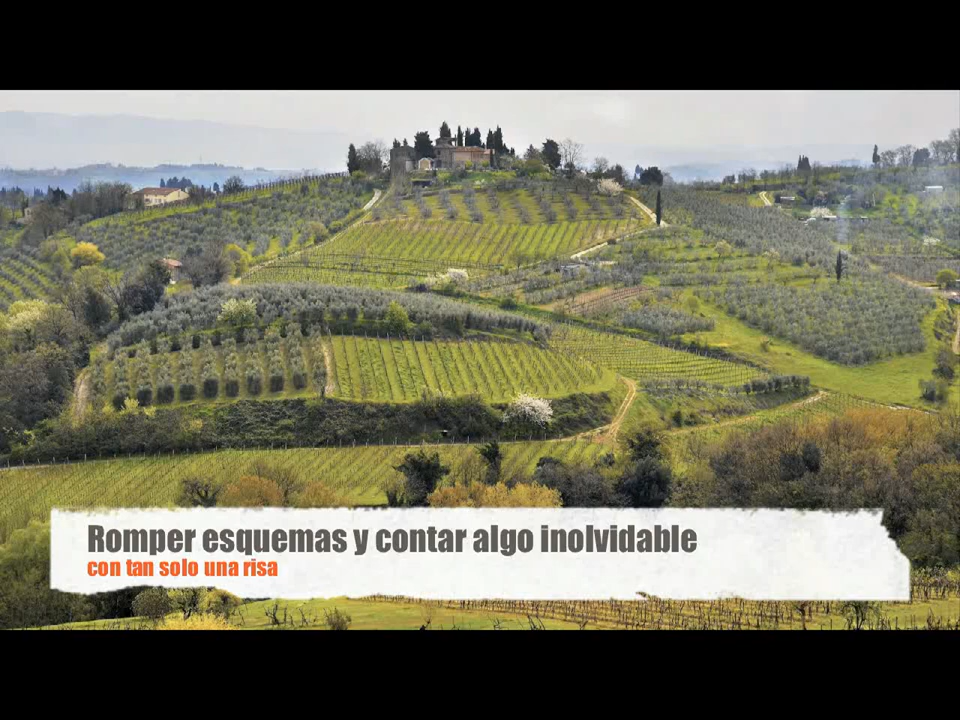 Romper esquemas y contar algo inolvidable
con tan solo una risa